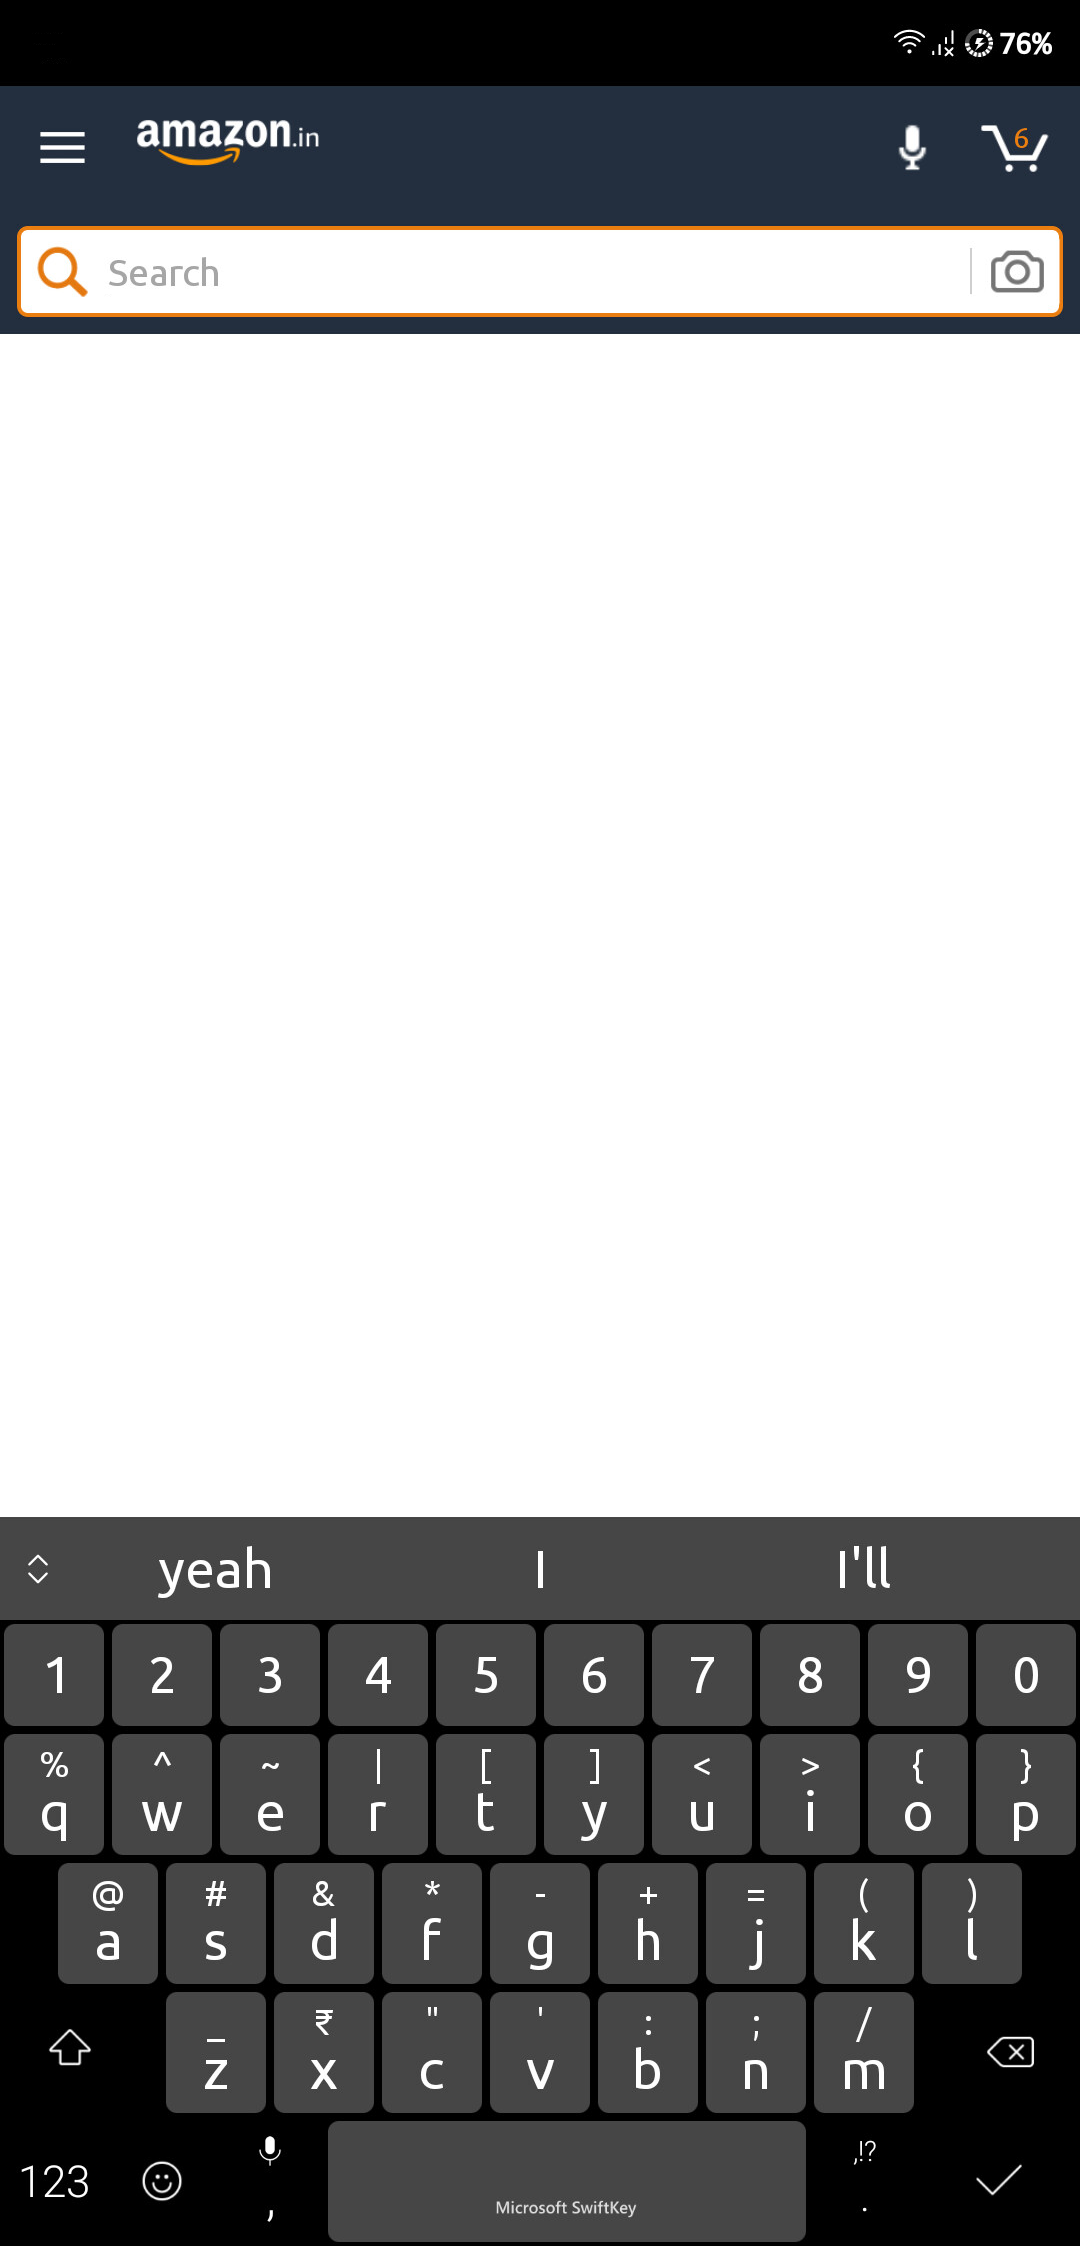 76%
amazon.in
6
Search
yeah I I'll
1 2 3 4 5 6 7 8 9 0
% ^ ~ | [ ] < > { }
q w e r t y u i o p
@ # & * - + = ( )
a s d f g h j k l
_ ₹ " ' : ; /
z x c v b n m
,!?
123 , Microsoft SwiftKey .